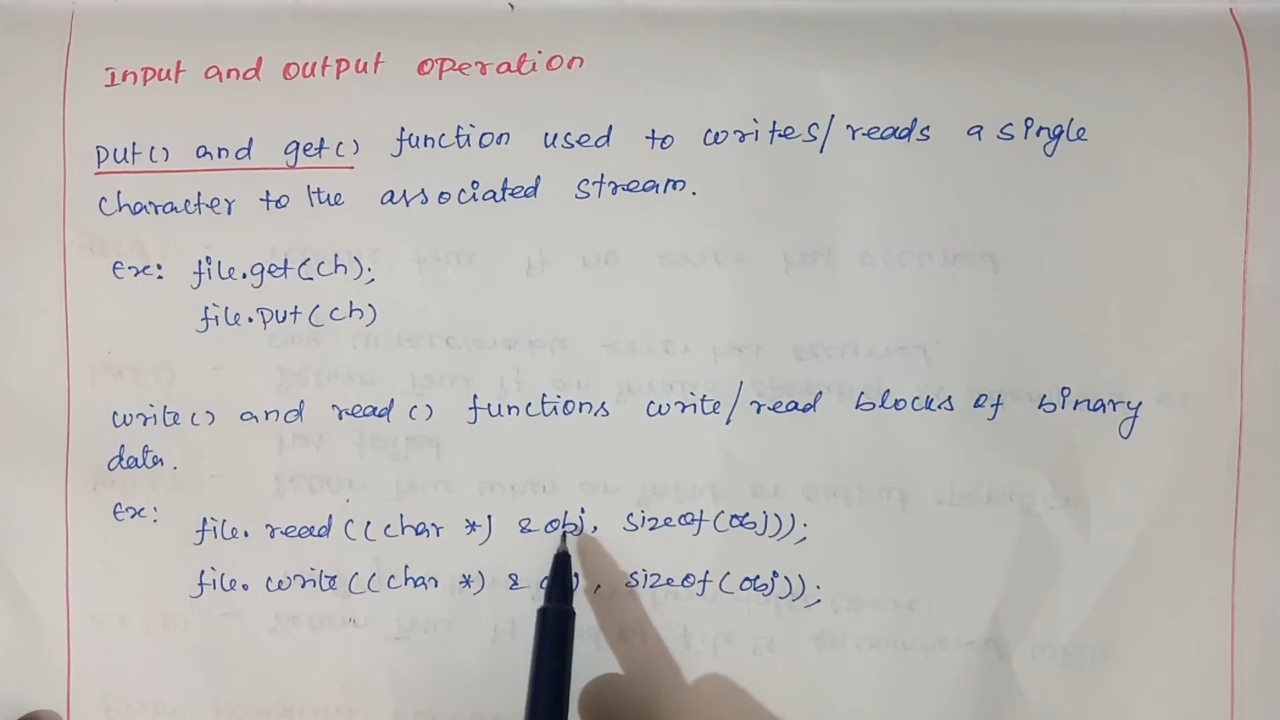 Input and output operation
put() and get() function used to writes/reads a single
character to the associated stream.
Ex: file.get(ch);
file.put(ch)
write() and read() functions write/read blocks of binary
data.
Ex: file.read((char *) &obj, sizeof(obj));
file.write((char *) & , sizeof(obj));